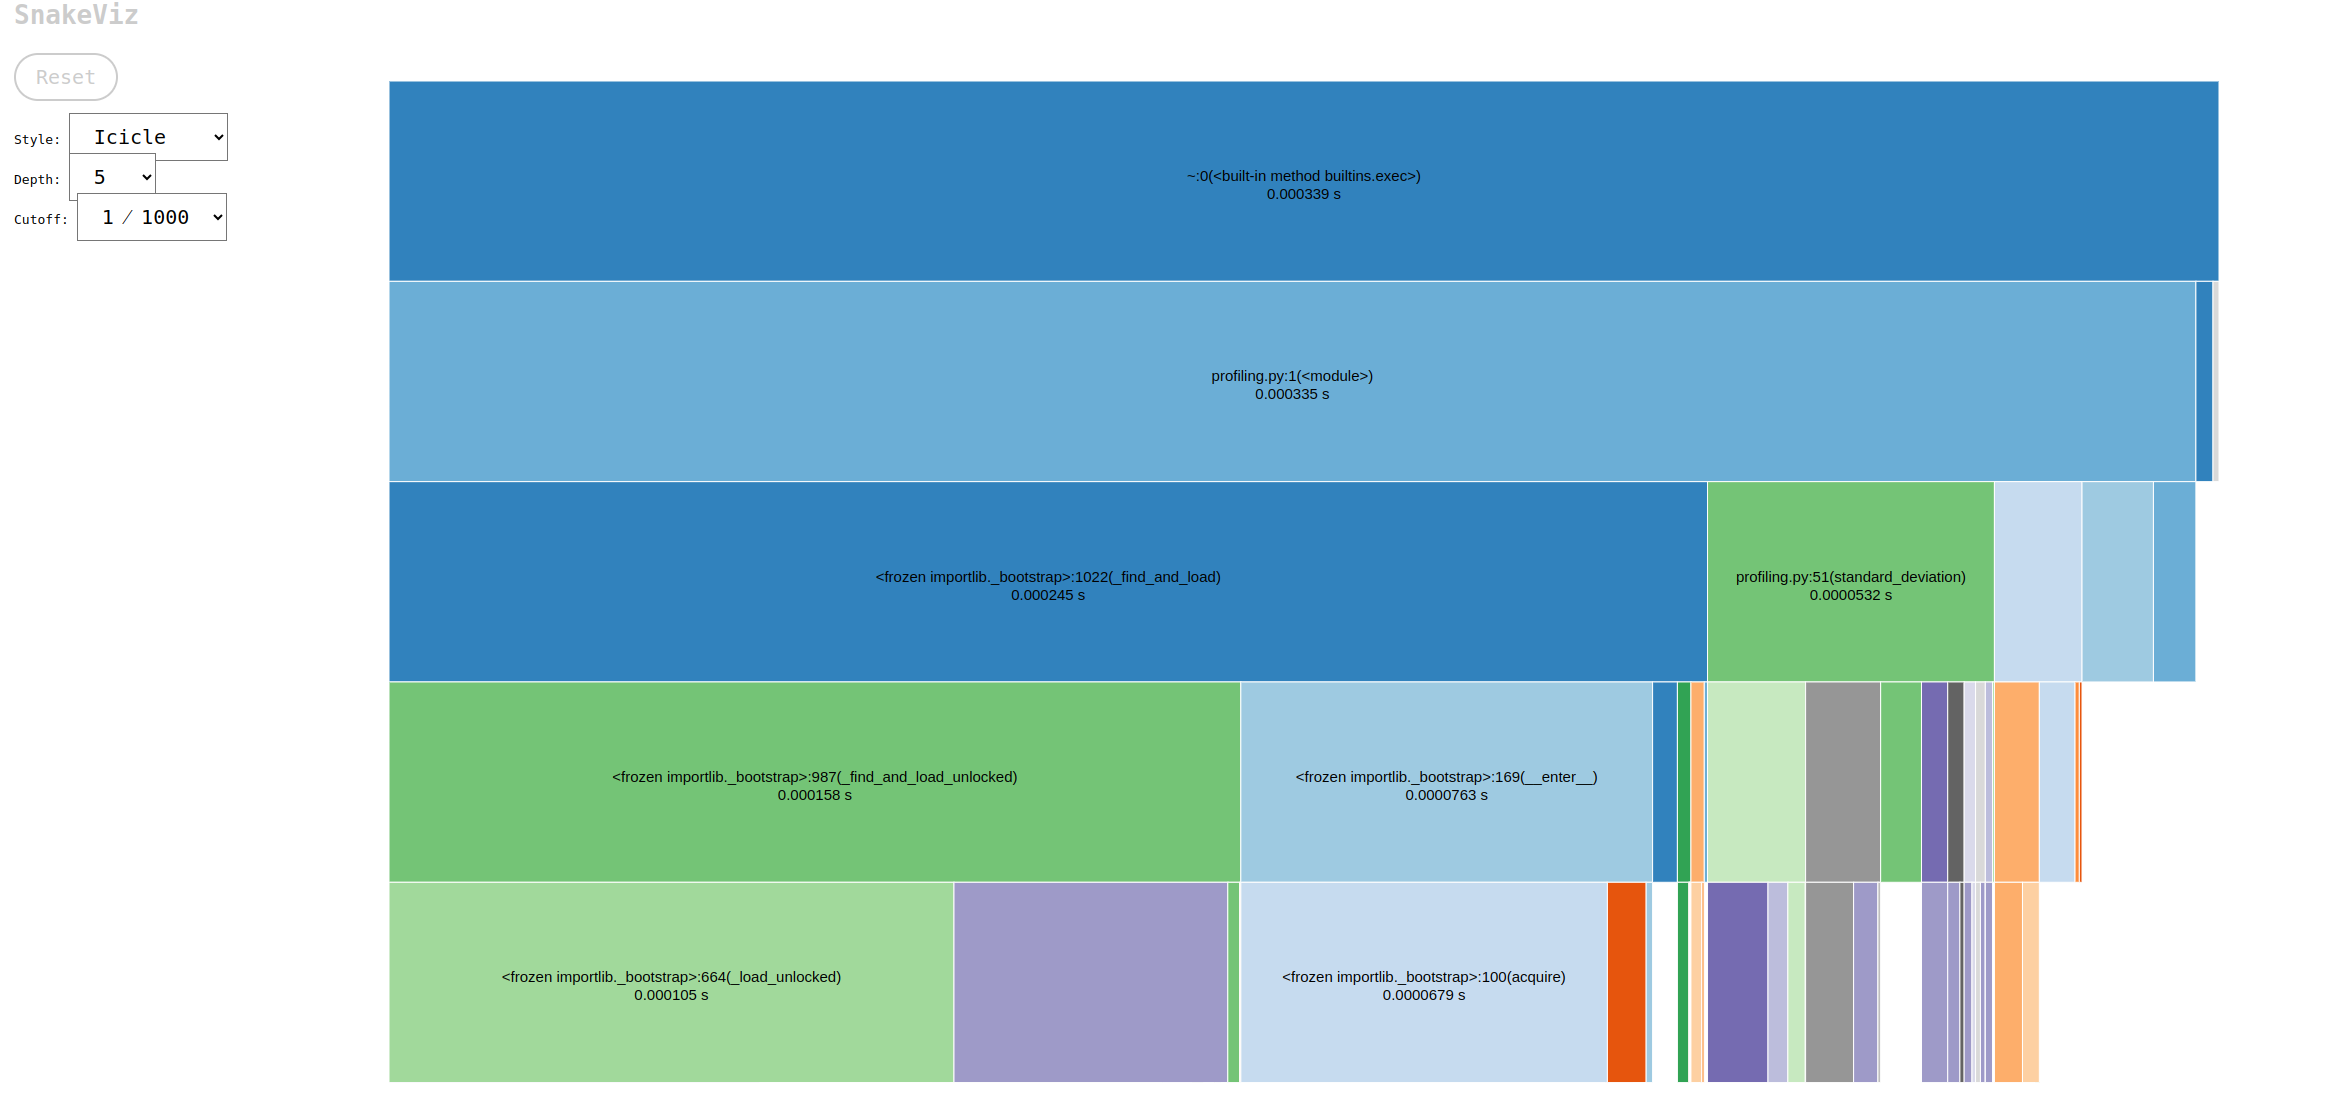 SnakeViz
Reset
Style: Icicle
Depth: 5
Cutoff: 1 / 1000
~:0(<built-in method builtins.exec>)
0.000339 s
profiling.py:1(<module>)
0.000335 s
<frozen importlib._bootstrap>:1022(_find_and_load)
0.000245 s
profiling.py:51(standard_deviation)
0.0000532 s
<frozen importlib._bootstrap>:987(_find_and_load_unlocked)
0.000158 s
<frozen importlib._bootstrap>:169(__enter__)
0.0000763 s
<frozen importlib._bootstrap>:664(_load_unlocked)
0.000105 s
<frozen importlib._bootstrap>:100(acquire)
0.0000679 s